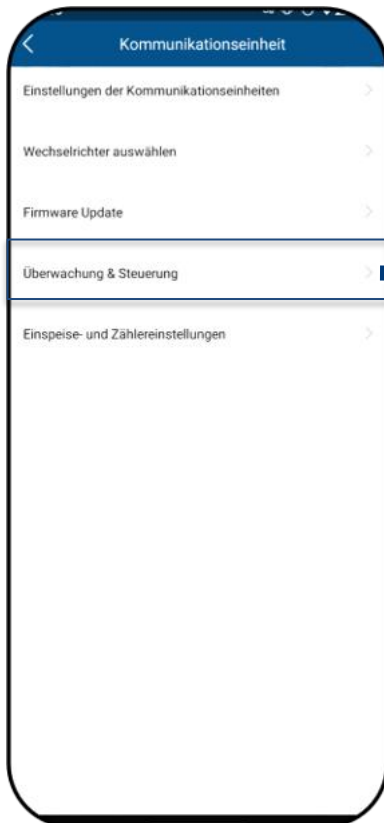 Kommunikationseinheit
Einstellungen der Kommunikationseinheiten
Wechselrichter auswählen
Firmware Update
Überwachung & Steuerung
Einspeise- und Zählereinstellungen